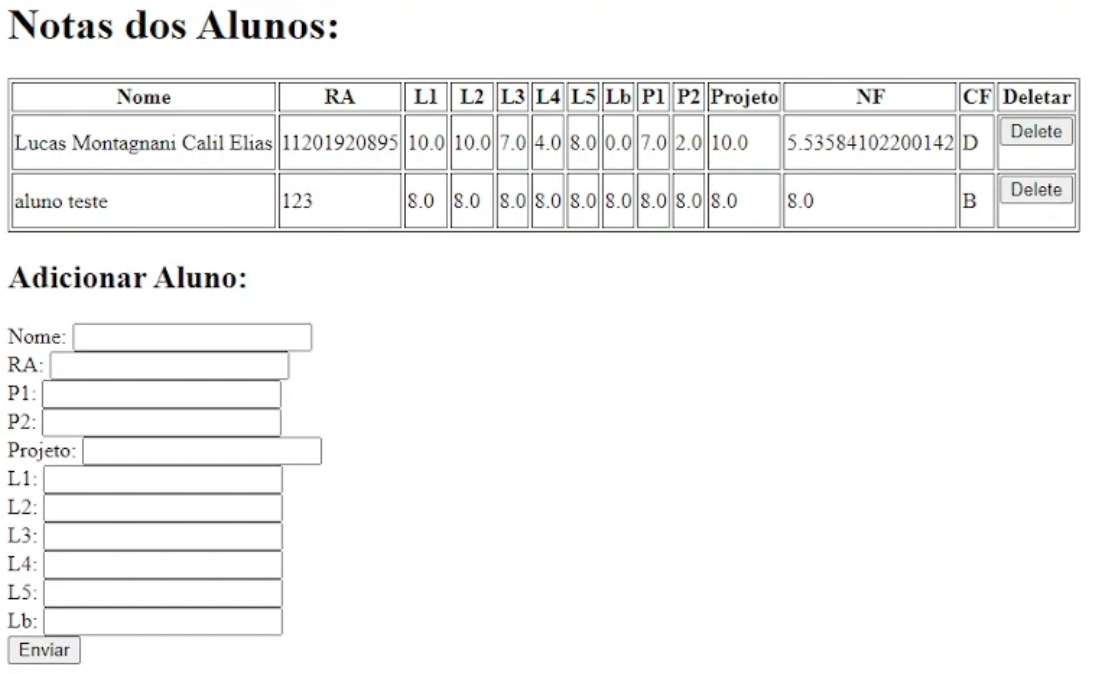 Notas dos Alunos:
Nome RA L1 L2 L3 L4 L5 Lb P1 P2 Projeto NF CF Deletar
Lucas Montagnani Calil Elias 11201920895 10.0 10.0 7.0 4.0 8.0 0.0 7.0 2.0 10.0 5.53584102200142 D Delete
aluno teste 123 8.0 8.0 8.0 8.0 8.0 8.0 8.0 8.0 8.0 8.0 B Delete
Adicionar Aluno:
Nome:
RA:
P1:
P2:
Projeto:
L1:
L2:
L3:
L4:
L5:
Lb:
Enviar